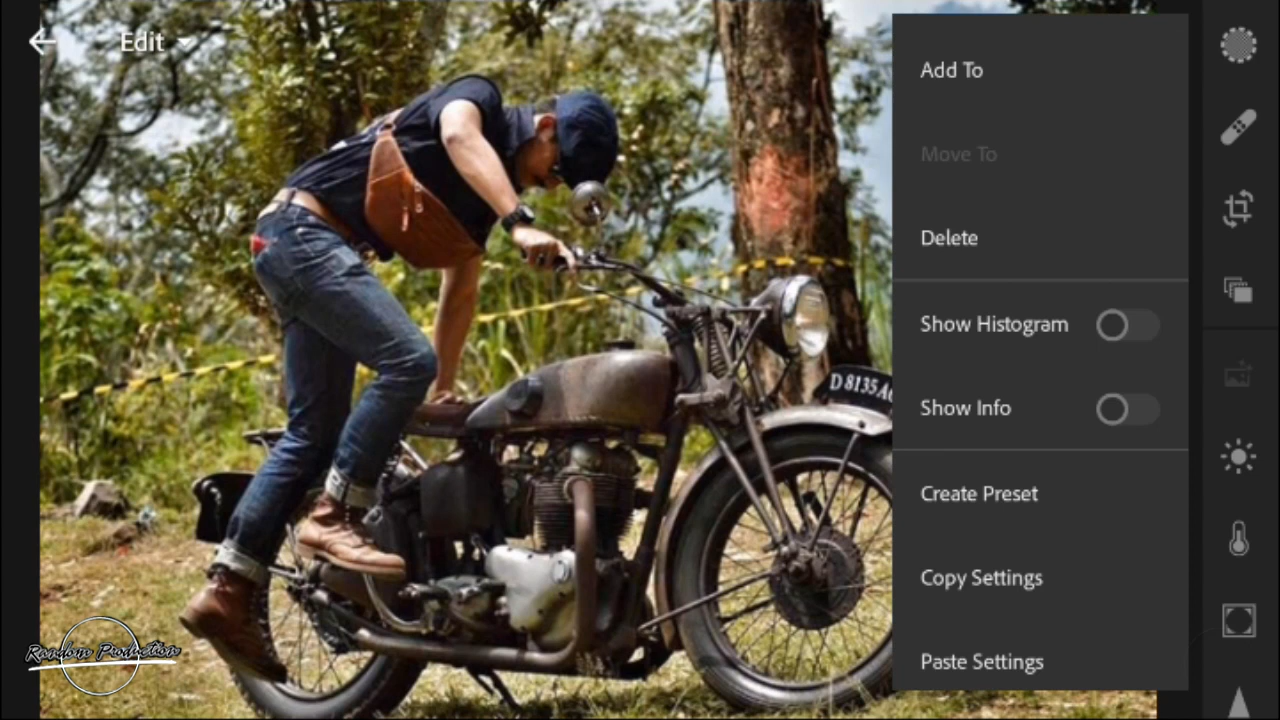 Edit
Add To
Move To
Delete
Show Histogram
Show Info
Create Preset
Copy Settings
Paste Settings
D 8135
Random Production